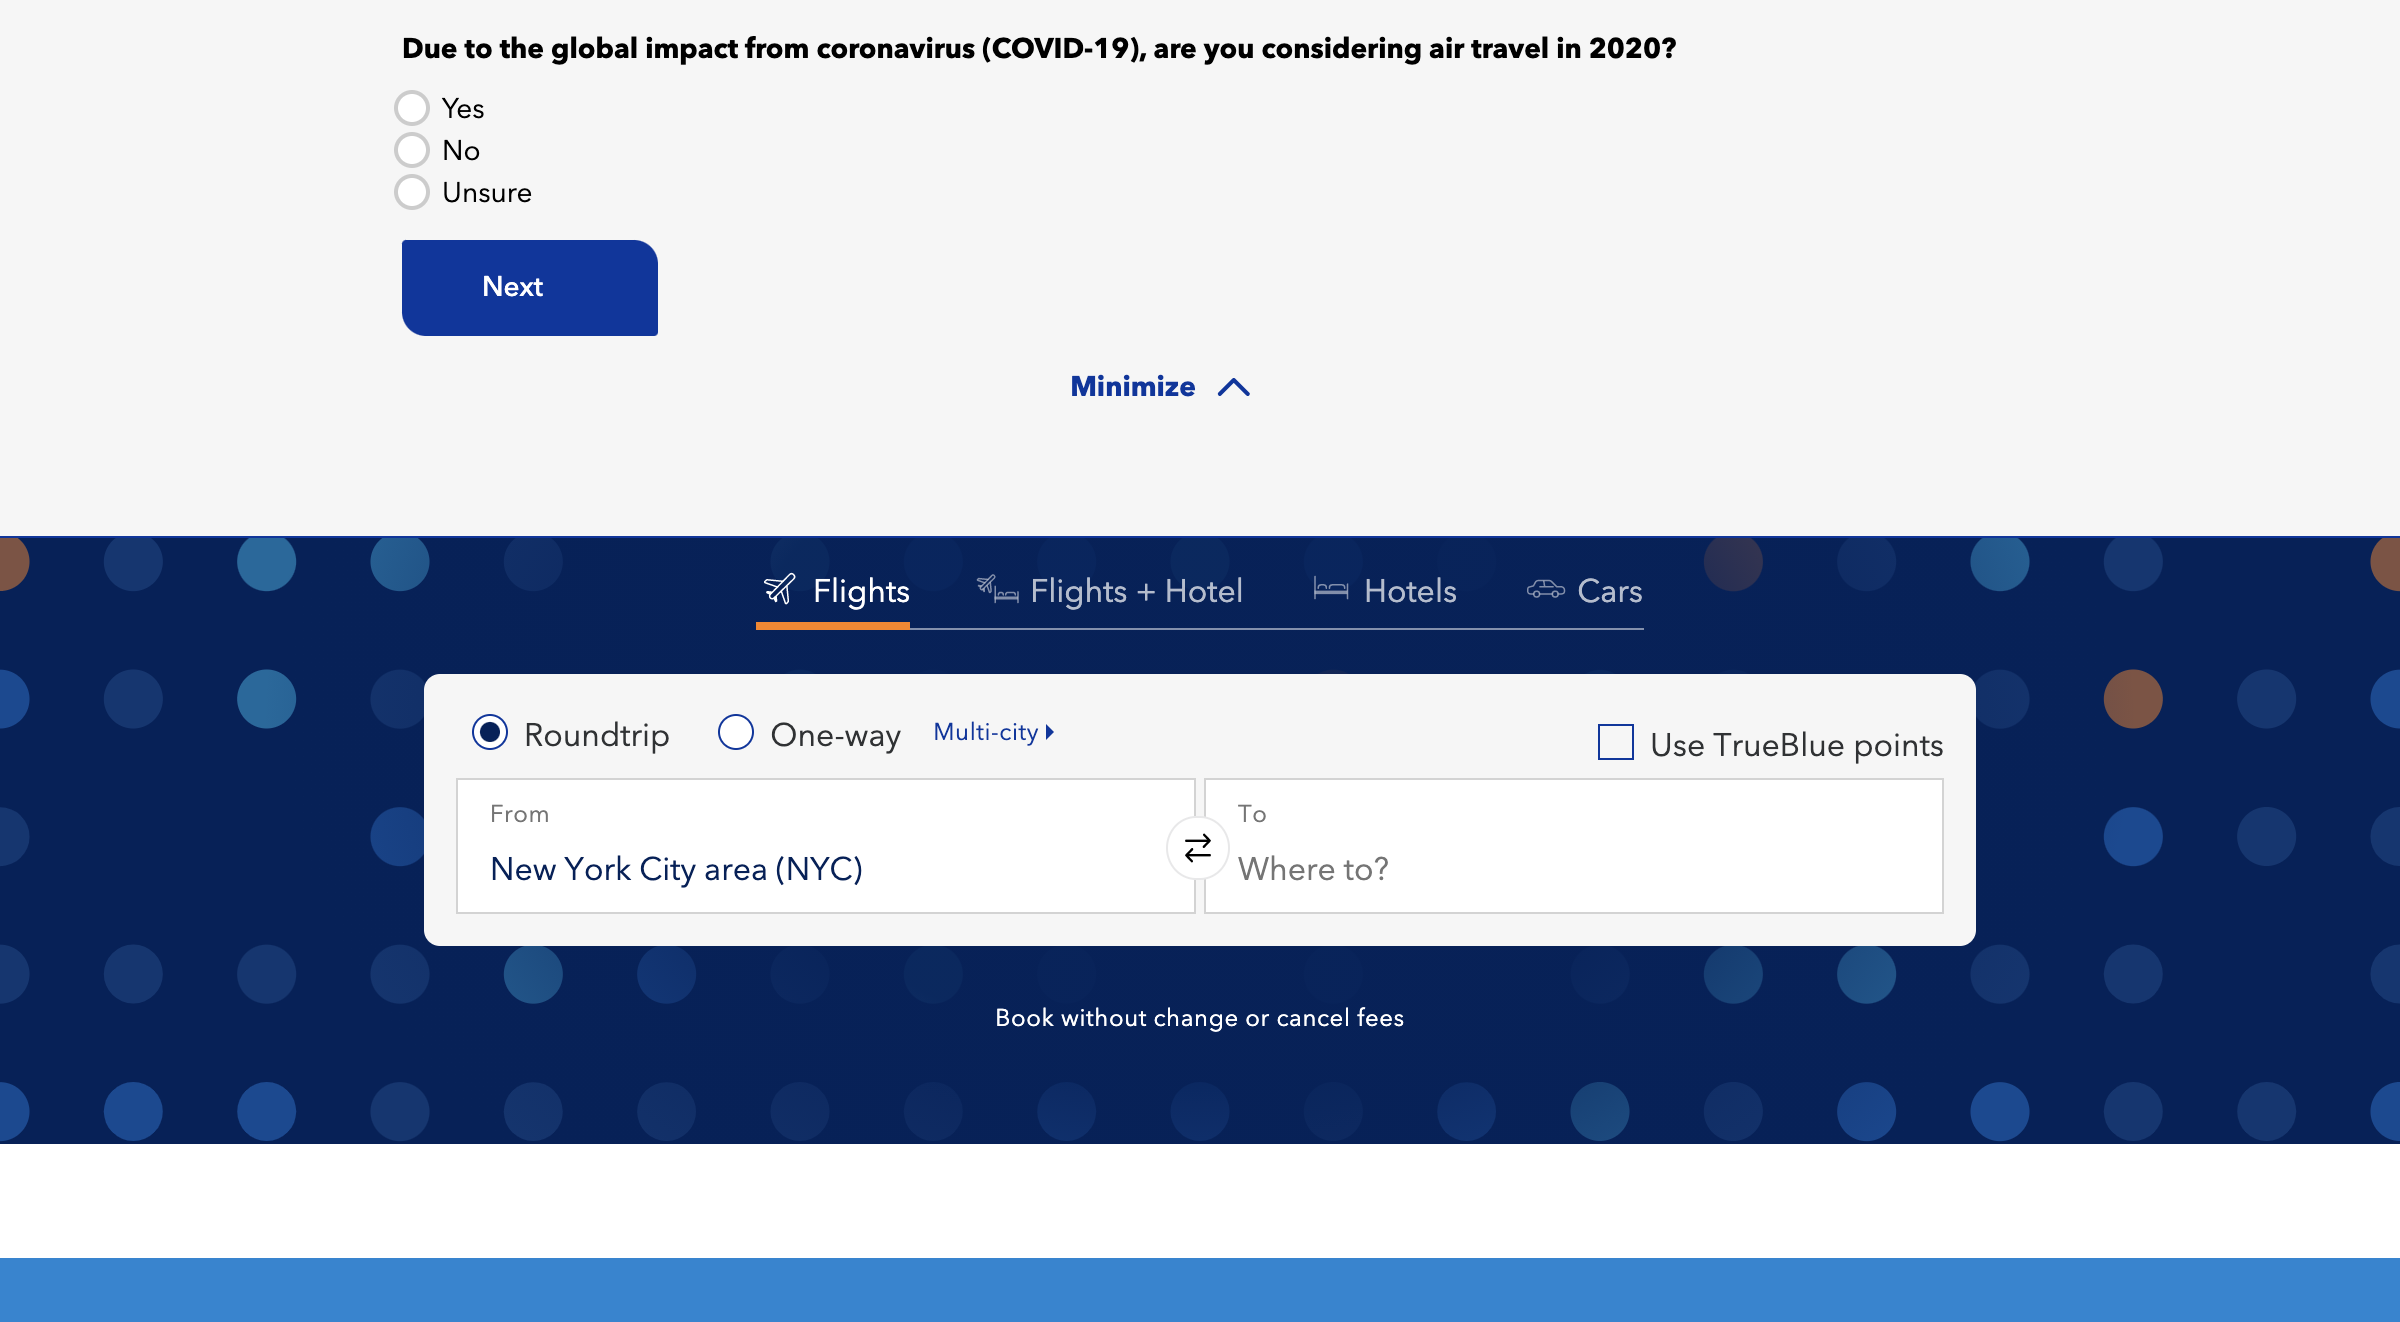 Due to the global impact from coronavirus (COVID-19), are you considering air travel in 2020?
Yes
No
Unsure
Next
Minimize
Flights
Flights + Hotel
Hotels
Cars
Roundtrip
One-way
Multi-city
Use TrueBlue points
From
New York City area (NYC)
To
Where to?
Book without change or cancel fees